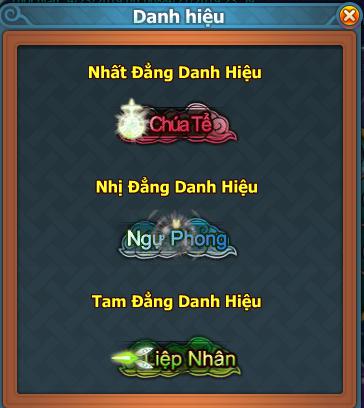 Danh hiệu
Nhất Đẳng Danh Hiệu
Chúa Tể
Nhị Đẳng Danh Hiệu
Ngự Phong
Tam Đẳng Danh Hiệu
Liệp Nhân